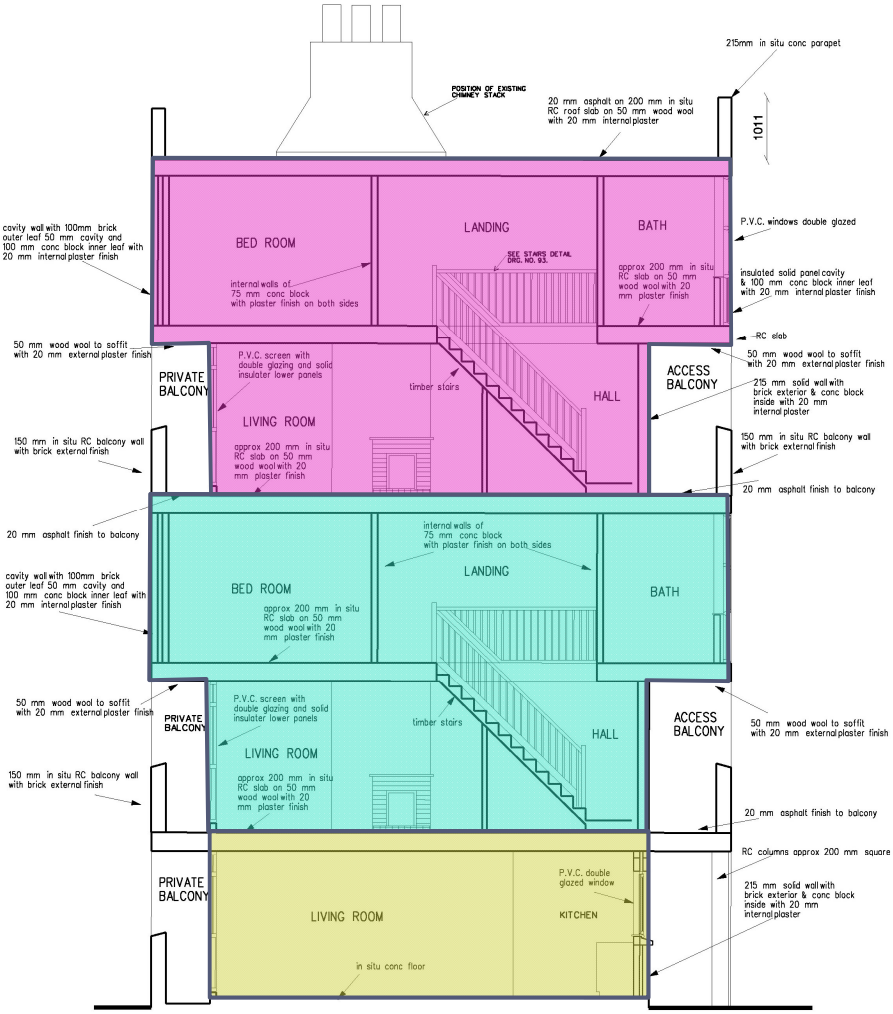 215mm in situ conc parapet
POSITION OF EXISTING
CHIMNEY STACK
20 mm asphalt on 200 mm in situ
RC roof slab on 50 mm wood wool
with 20 mm internal plaster
1011
cavity wall with 100mm brick
outer leaf 50 mm cavity and
100 mm conc block inner leaf with
20 mm internal plaster finish
BED ROOM
LANDING
BATH
P.V.C. windows double glazed
SEE STAIRS DETAIL
DRG. NO. 93.
internal walls of
75 mm conc block
with plaster finish on both sides
approx 200 mm in situ
RC slab on 50 mm
wood wool with 20
mm plaster finish
insulated solid panel cavity
& 100 mm conc block inner leaf
with 20 mm internal plaster finish
RC slab
50 mm wood wool to soffit
with 20 mm external plaster finish
50 mm wood wool to soffit
with 20 mm external plaster finish
PRIVATE
BALCONY
P.V.C. screen with
double glazing and solid
insulater lower panels
timber stairs
HALL
ACCESS
BALCONY
215 mm solid wall with
brick exterior & conc block
inside with 20 mm
internal plaster
LIVING ROOM
approx 200 mm in situ
RC slab on 50 mm
wood wool with 20
mm plaster finish
150 mm in situ RC balcony wall
with brick external finish
150 mm in situ RC balcony wall
with brick external finish
20 mm asphalt finish to balcony
20 mm asphalt finish to balcony
internal walls of
75 mm conc block
with plaster finish on both sides
cavity wall with 100mm brick
outer leaf 50 mm cavity and
100 mm conc block inner leaf with
20 mm internal plaster finish
BED ROOM
LANDING
BATH
approx 200 mm in situ
RC slab on 50 mm
wood wool with 20
mm plaster finish
50 mm wood wool to soffit
with 20 mm external plaster finish
PRIVATE
BALCONY
P.V.C. screen with
double glazing and solid
insulater lower panels
timber stairs
HALL
ACCESS
BALCONY
50 mm wood wool to soffit
with 20 mm external plaster finish
LIVING ROOM
approx 200 mm in situ
RC slab on 50 mm
wood wool with 20
mm plaster finish
150 mm in situ RC balcony wall
with brick external finish
20 mm asphalt finish to balcony
RC columns approx 200 mm square
PRIVATE
BALCONY
P.V.C. double
glazed window
LIVING ROOM
KITCHEN
215 mm solid wall with
brick exterior & conc block
inside with 20 mm
internal plaster
in situ conc floor